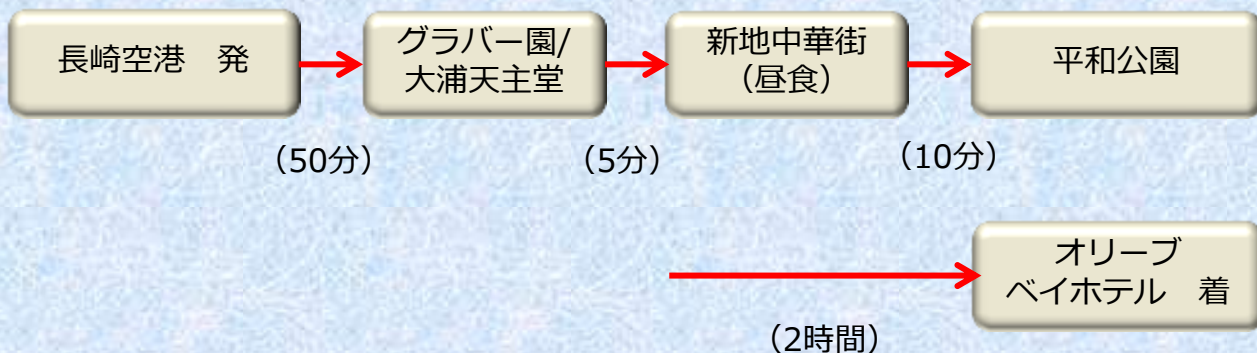 長崎空港　発
グラバー園/
大浦天主堂
新地中華街
（昼食）
平和公園
（50分）
（5分）
（10分）
オリーブ
ベイホテル　着
（2時間）